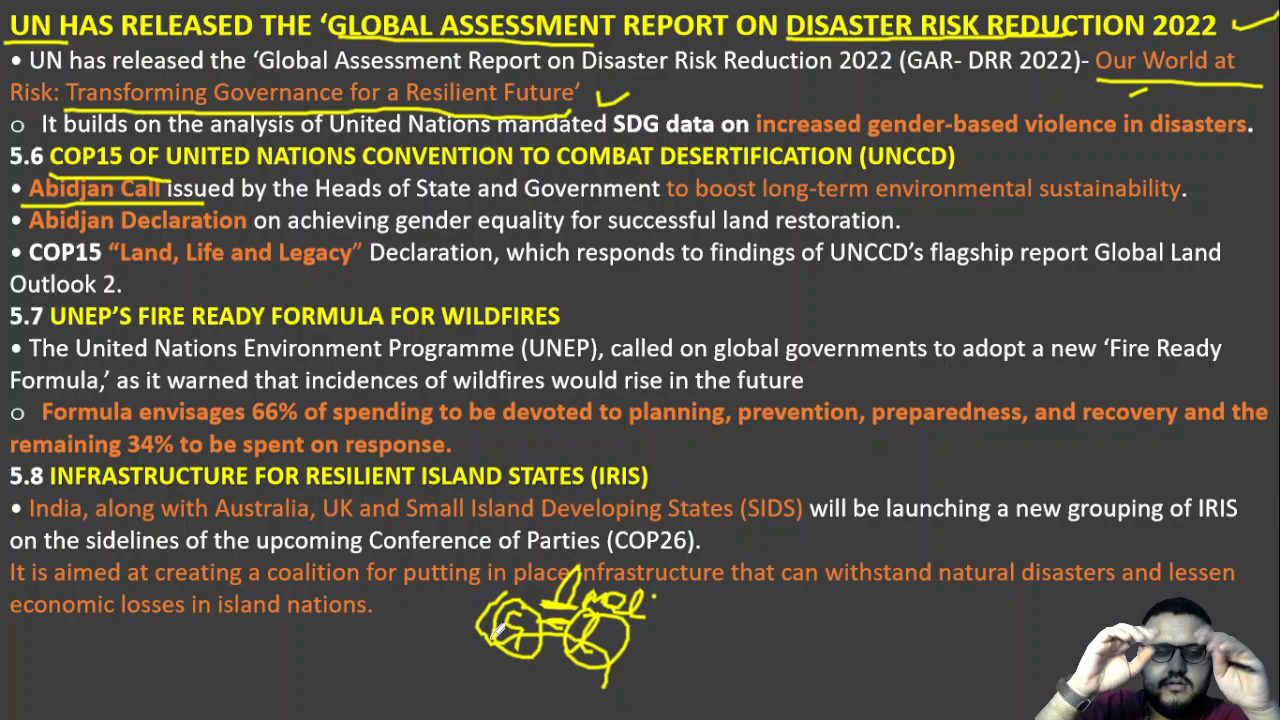 UN HAS RELEASED THE ‘GLOBAL ASSESSMENT REPORT ON DISASTER RISK REDUCTION 2022
• UN has released the ‘Global Assessment Report on Disaster Risk Reduction 2022 (GAR- DRR 2022)- Our World at
Risk: Transforming Governance for a Resilient Future’
o It builds on the analysis of United Nations mandated SDG data on increased gender-based violence in disasters.
5.6 COP15 OF UNITED NATIONS CONVENTION TO COMBAT DESERTIFICATION (UNCCD)
• Abidjan Call issued by the Heads of State and Government to boost long-term environmental sustainability.
• Abidjan Declaration on achieving gender equality for successful land restoration.
• COP15 “Land, Life and Legacy” Declaration, which responds to findings of UNCCD’s flagship report Global Land
Outlook 2.
5.7 UNEP’S FIRE READY FORMULA FOR WILDFIRES
• The United Nations Environment Programme (UNEP), called on global governments to adopt a new ‘Fire Ready
Formula,’ as it warned that incidences of wildfires would rise in the future
o Formula envisages 66% of spending to be devoted to planning, prevention, preparedness, and recovery and the
remaining 34% to be spent on response.
5.8 INFRASTRUCTURE FOR RESILIENT ISLAND STATES (IRIS)
• India, along with Australia, UK and Small Island Developing States (SIDS) will be launching a new grouping of IRIS
on the sidelines of the upcoming Conference of Parties (COP26).
It is aimed at creating a coalition for putting in place infrastructure that can withstand natural disasters and lessen
economic losses in island nations.